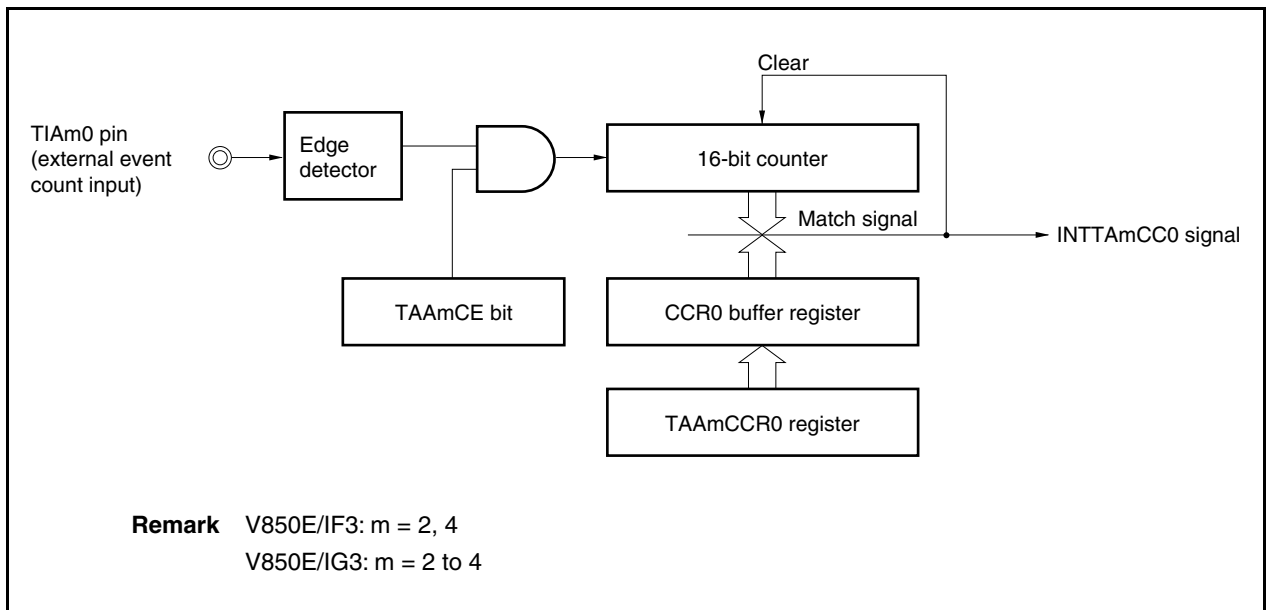 Clear
TIAm0 pin
(external event
count input)
Edge
detector
16-bit counter
Match signal
INTTAmCC0 signal
TAAmCE bit
CCR0 buffer register
TAAmCCR0 register
Remark V850E/IF3: m = 2, 4
V850E/IG3: m = 2 to 4